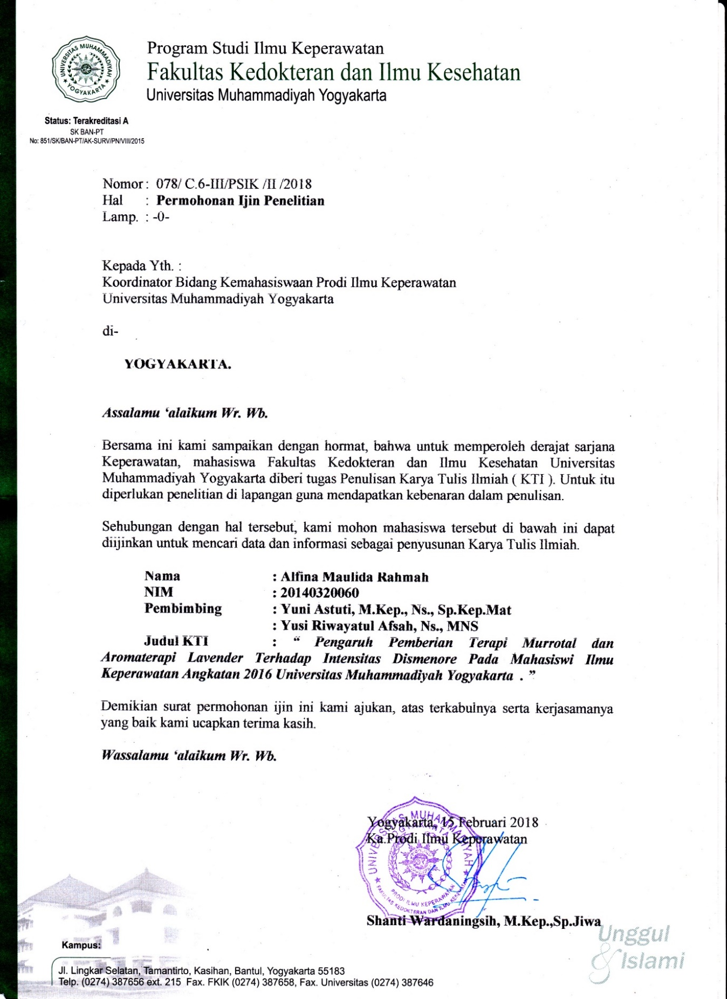 UNIVERSITAS MUHAMMADIYAH
★ YOGYAKARTA ★
Program Studi Ilmu Keperawatan
Fakultas Kedokteran dan Ilmu Kesehatan
Universitas Muhammadiyah Yogyakarta
Status: Terakreditasi A
SK BAN-PT
No: 851/SK/BAN-PT/AK-SURV/PN/VIII/2015
Nomor : 078/ C.6-III/PSIK /II /2018
Hal : Permohonan Ijin Penelitian
Lamp. : -0-
Kepada Yth. :
Koordinator Bidang Kemahasiswaan Prodi Ilmu Keperawatan
Universitas Muhammadiyah Yogyakarta
di-
YOGYAKARTA.
Assalamu ‘alaikum Wr. Wb.
Bersama ini kami sampaikan dengan hormat, bahwa untuk memperoleh derajat sarjana
Keperawatan, mahasiswa Fakultas Kedokteran dan Ilmu Kesehatan Universitas
Muhammadiyah Yogyakarta diberi tugas Penulisan Karya Tulis Ilmiah ( KTI ). Untuk itu
diperlukan penelitian di lapangan guna mendapatkan kebenaran dalam penulisan.
Sehubungan dengan hal tersebut, kami mohon mahasiswa tersebut di bawah ini dapat
diijinkan untuk mencari data dan informasi sebagai penyusunan Karya Tulis Ilmiah.
Nama : Alfina Maulida Rahmah
NIM : 20140320060
Pembimbing : Yuni Astuti, M.Kep., Ns., Sp.Kep.Mat
: Yusi Riwayatul Afsah, Ns., MNS
Judul KTI : “ Pengaruh Pemberian Terapi Murrotal dan
Aromaterapi Lavender Terhadap Intensitas Dismenore Pada Mahasiswi Ilmu
Keperawatan Angkatan 2016 Universitas Muhammadiyah Yogyakarta . ”
Demikian surat permohonan ijin ini kami ajukan, atas terkabulnya serta kerjasamanya
yang baik kami ucapkan terima kasih.
Wassalamu ‘alaikum Wr. Wb.
Yogyakarta, 15 Februari 2018
Ka.Prodi Ilmu Keperawatan
UNIVERSITAS MUHAMMADIYAH
YOGYAKARTA
PRODI ILMU KEPERAWATAN
★ FAKULTAS KEDOKTERAN DAN ILMU KESEHATAN ★
Shanti Wardaningsih, M.Kep.,Sp.Jiwa
Unggul
& Islami
Kampus:
Jl. Lingkar Selatan, Tamantirto, Kasihan, Bantul, Yogyakarta 55183
Telp. (0274) 387656 ext. 215 Fax. FKIK (0274) 387658, Fax. Universitas (0274) 387646